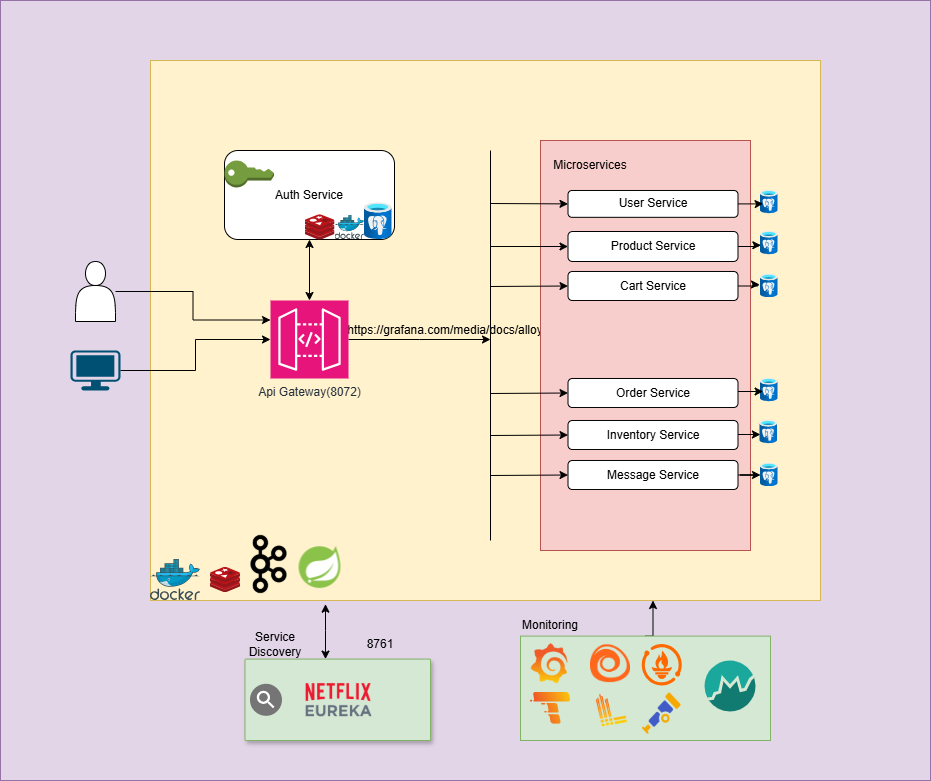 Auth Service
docker
https://grafana.com/media/docs/alloy
Api Gateway(8072)
Microservices
User Service
Product Service
Cart Service
Order Service
Inventory Service
Message Service
docker
Service
Discovery
8761
NETFLIX
EUREKA
Monitoring